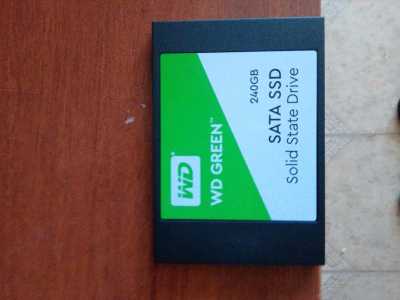 WD
WD GREEN™
240GB
SATA SSD
Solid State Drive